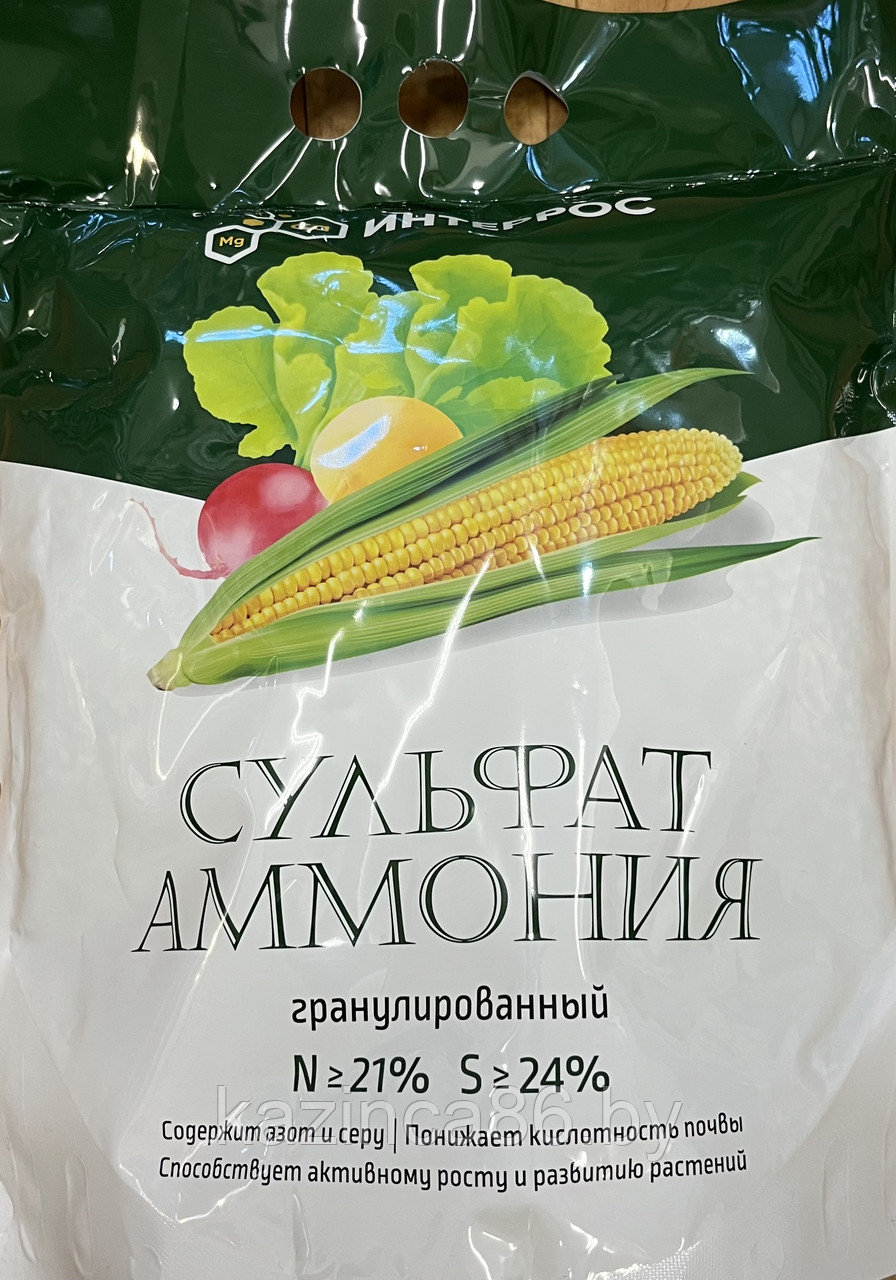 Mg
ИНТЕРРОС
СУЛЬФАТ
АММОНИЯ
гранулированный
N ≥ 21% S ≥ 24%
Содержит азот и серу | Понижает кислотность почвы
Способствует активному росту и развитию растений
kazinca86.by